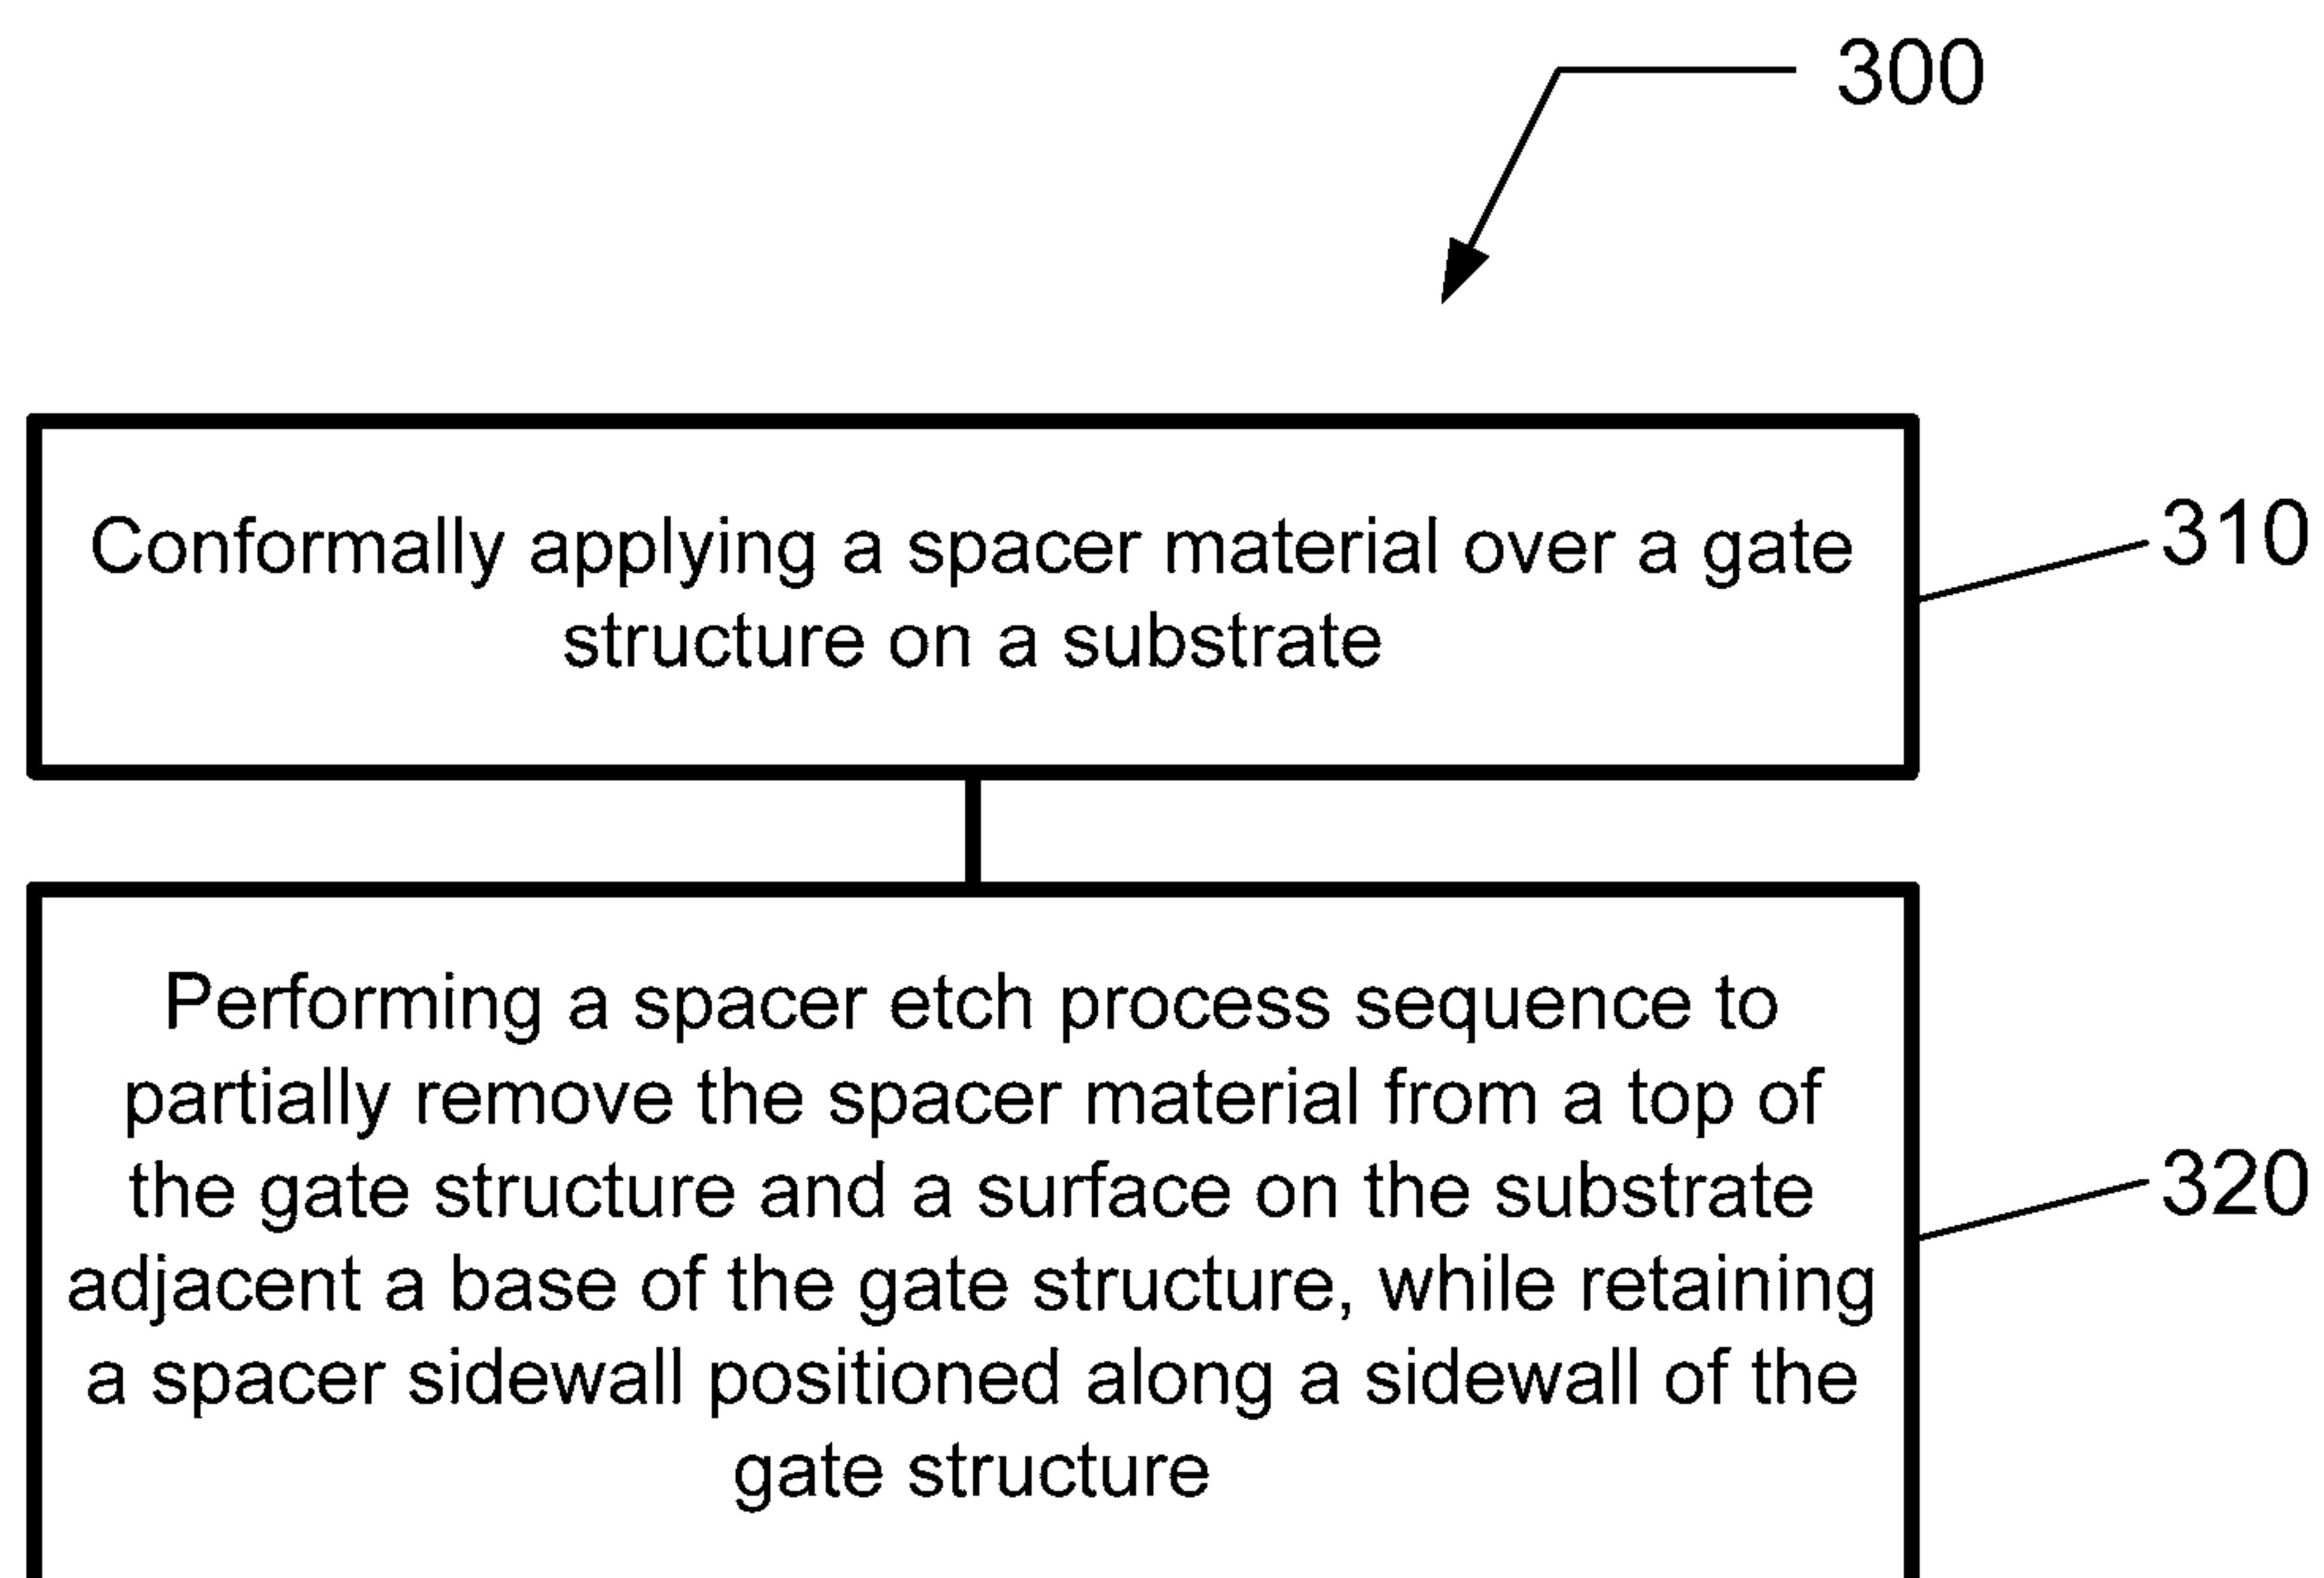 300
Conformally applying a spacer material over a gate
structure on a substrate
310
Performing a spacer etch process sequence to
partially remove the spacer material from a top of
the gate structure and a surface on the substrate
adjacent a base of the gate structure, while retaining
a spacer sidewall positioned along a sidewall of the
gate structure
320